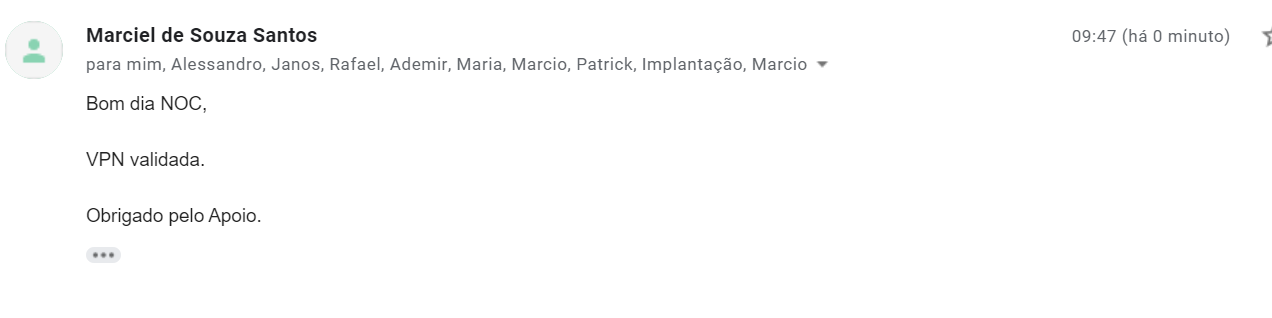 Marciel de Souza Santos
09:47 (há 0 minuto)
para mim, Alessandro, Janos, Rafael, Ademir, Maria, Marcio, Patrick, Implantação, Marcio
Bom dia NOC,
VPN validada.
Obrigado pelo Apoio.